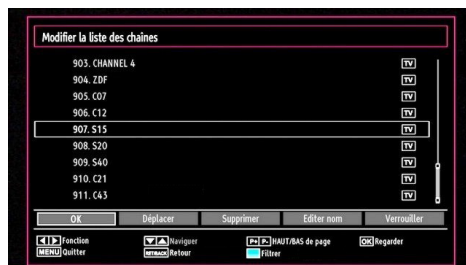 Modifier la liste des chaînes
903. CHANNEL 4 TV
904. ZDF TV
905. C07 TV
906. C12 TV
907. S15 TV
908. S20 TV
909. S40 TV
910. C21 TV
911. C43 TV
OK Déplacer Supprimer Editer nom Verrouiller
Fonction Naviguer P+ P- HAUT/BAS de page OK Regarder
MENU Quitter RET/BACK Retour Filtrer